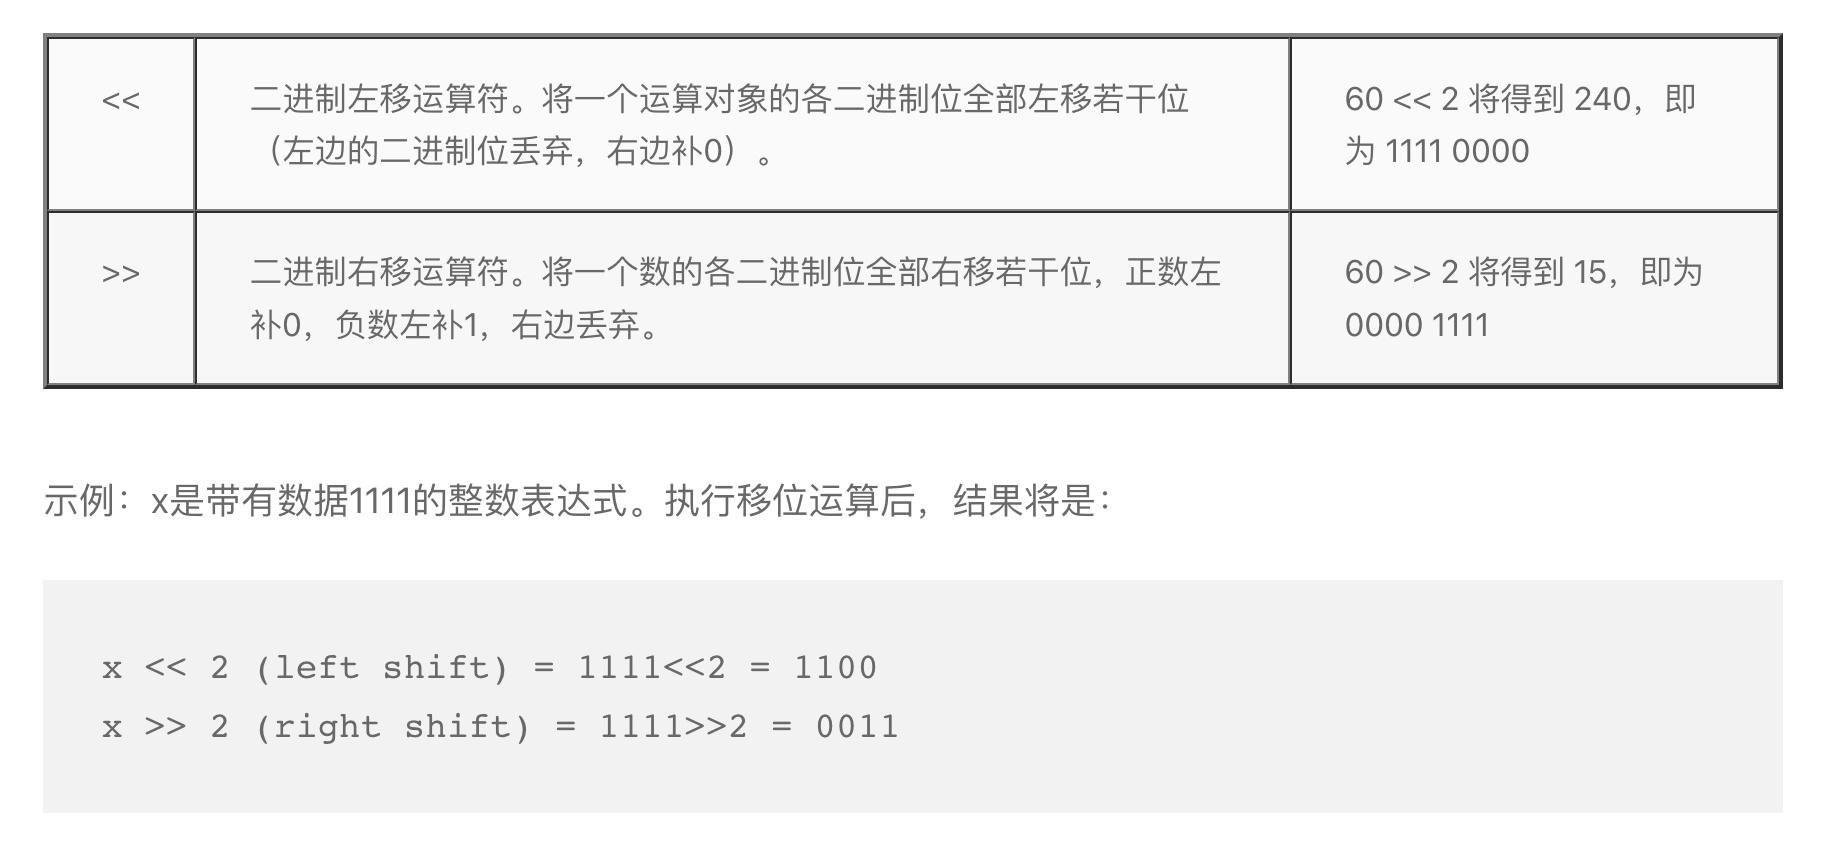 <<
二进制左移运算符。将一个运算对象的各二进制位全部左移若干位
（左边的二进制位丢弃，右边补0）。
60 << 2 将得到 240，即
为 1111 0000
>>
二进制右移运算符。将一个数的各二进制位全部右移若干位，正数左
补0，负数左补1，右边丢弃。
60 >> 2 将得到 15，即为
0000 1111
示例：x是带有数据1111的整数表达式。执行移位运算后，结果将是：
x << 2 (left shift) = 1111<<2 = 1100
x >> 2 (right shift) = 1111>>2 = 0011